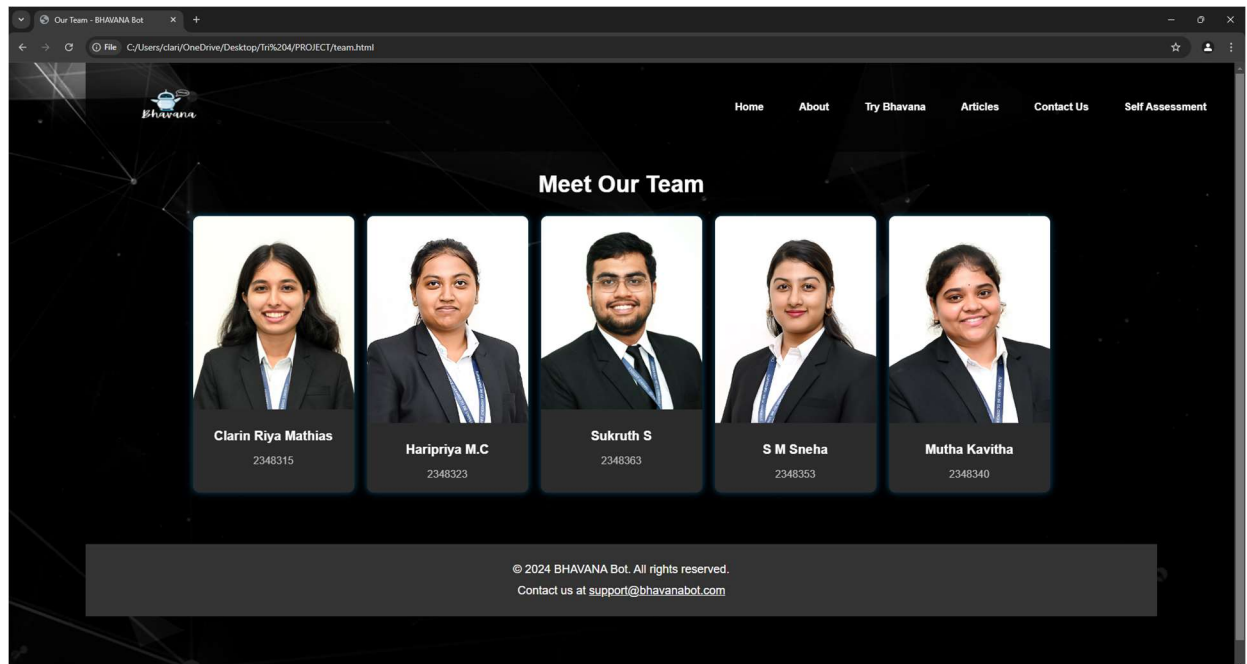 Our Team - BHAVANA Bot
File C:/Users/clari/OneDrive/Desktop/Tri%204/PROJECT/team.html
Bhavana
Home About Try Bhavana Articles Contact Us Self Assessment
Meet Our Team
Clarin Riya Mathias
2348315
Haripriya M.C
2348323
Sukruth S
2348363
S M Sneha
2348353
Mutha Kavitha
2348340
© 2024 BHAVANA Bot. All rights reserved.
Contact us at support@bhavanabot.com